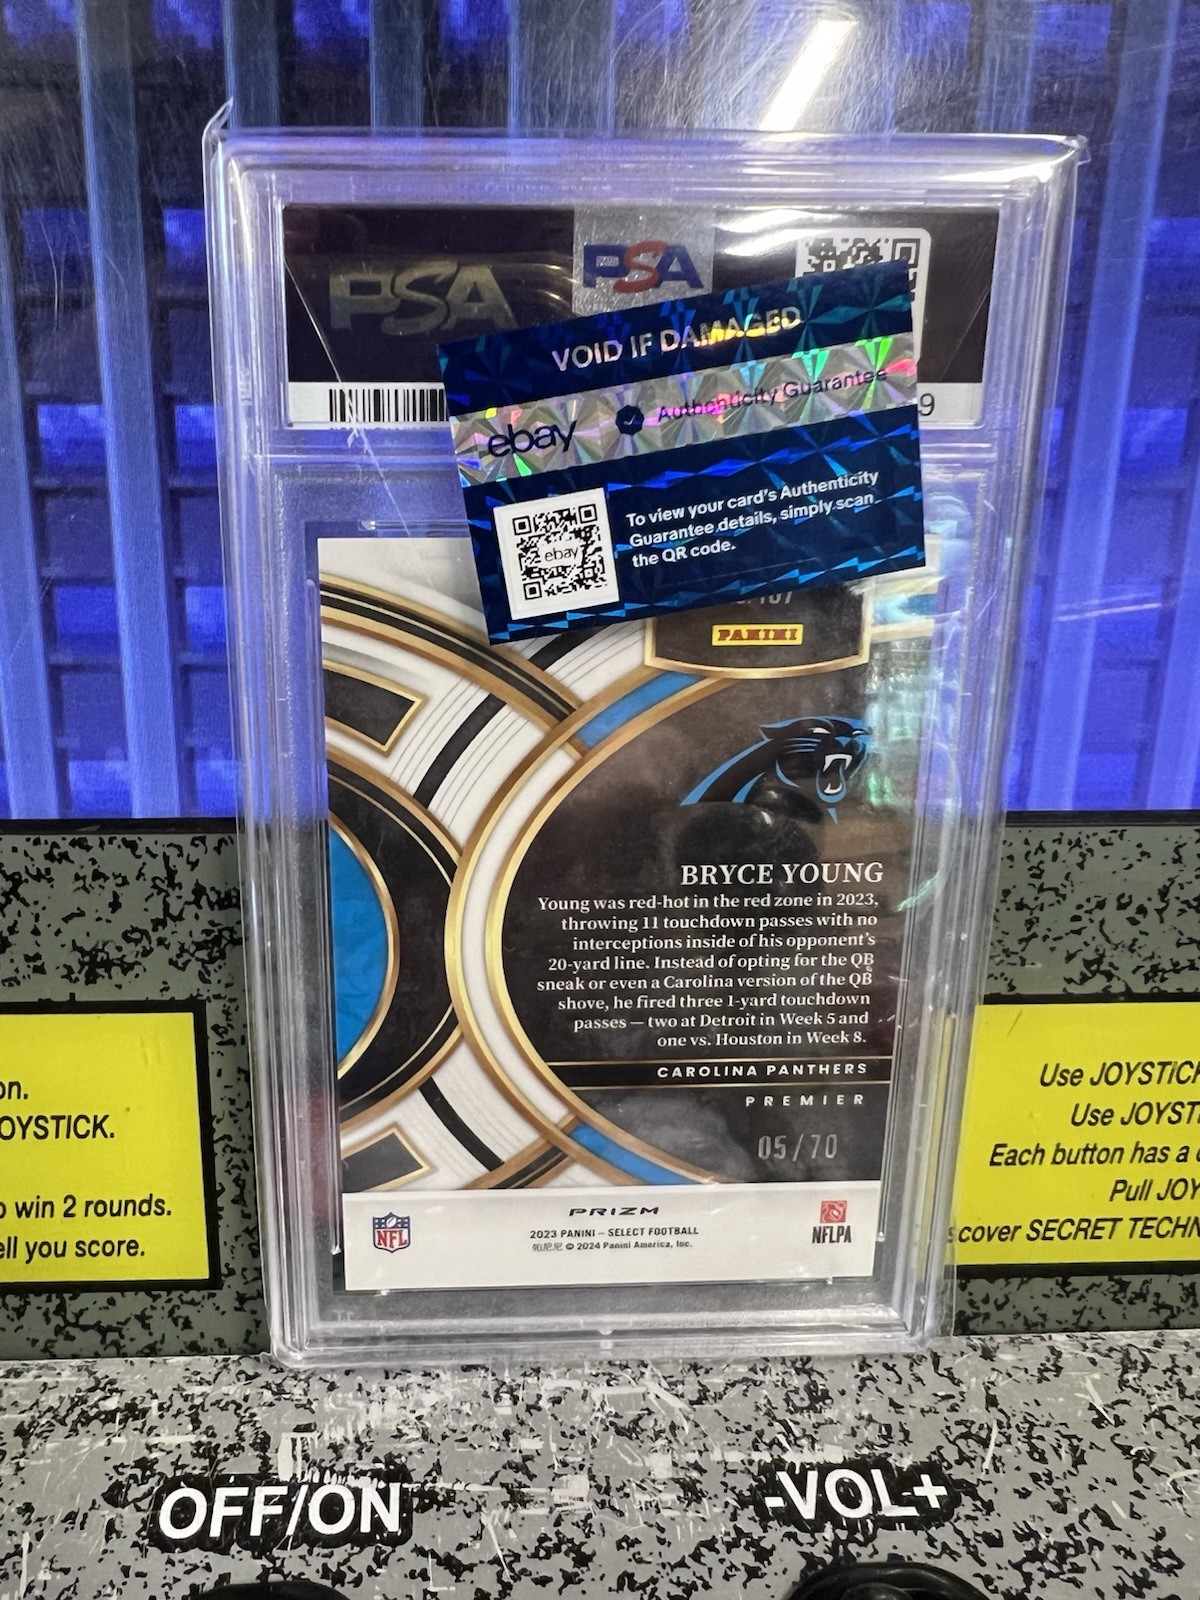 PSA
PSA
VOID IF DAMAGED
ebay Authenticity Guarantee
9
To view your card's Authenticity
Guarantee details, simply scan
the QR code.
ebay
PANINI
BRYCE YOUNG
Young was red-hot in the red zone in 2023,
throwing 11 touchdown passes with no
interceptions inside of his opponent's
20-yard line. Instead of opting for the QB
sneak or even a Carolina version of the QB
shove, he fired three 1-yard touchdown
passes — two at Detroit in Week 5 and
one vs. Houston in Week 8.
CAROLINA PANTHERS
PREMIER
05/70
PRIZM
2023 PANINI – SELECT FOOTBALL
帕尼尼 © 2024 Panini America, Inc.
NFL
NFLPA
on.
OYSTICK.
o win 2 rounds.
ell you score.
Use JOYSTICK
Use JOYST
Each button has a
Pull JOY
scover SECRET TECHN
OFF/ON
-VOL+